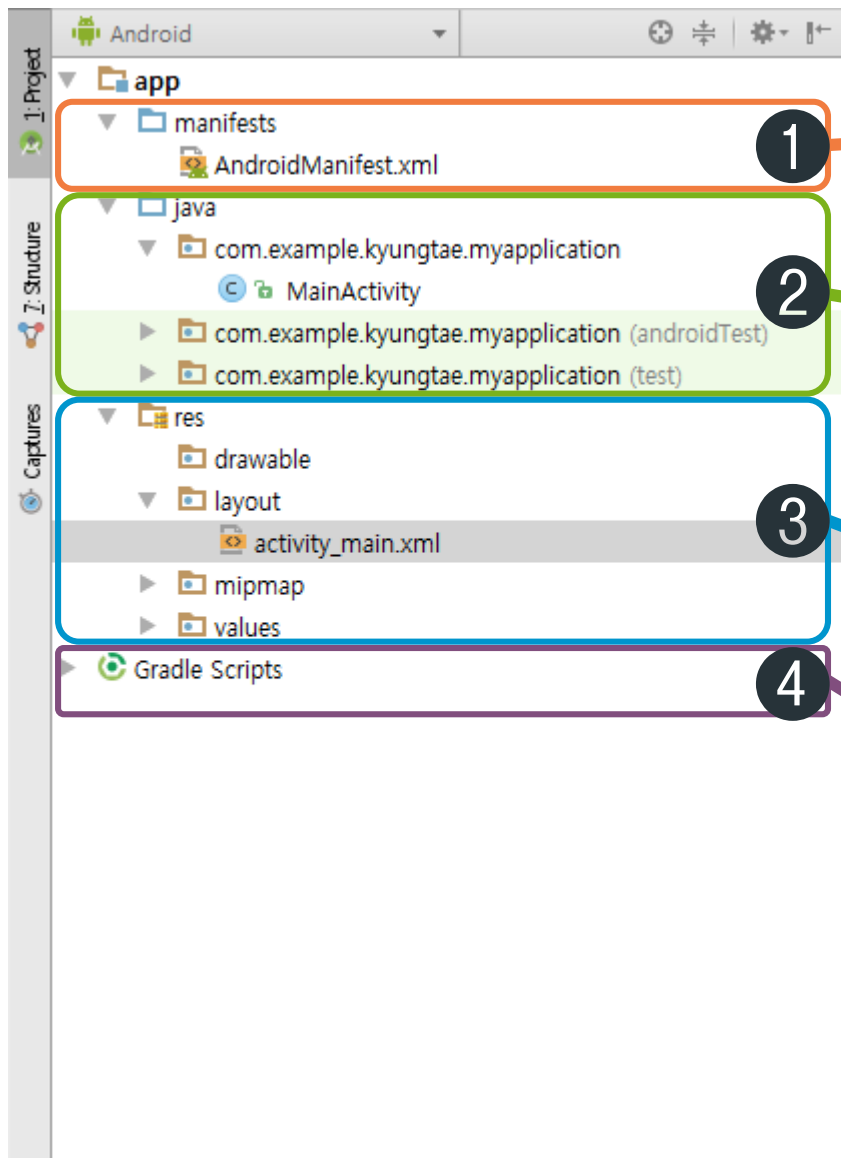 Android
1: Project
7: Structure
Captures
app
manifests
AndroidManifest.xml
1
java
com.example.kyungtae.myapplication
MainActivity
2
com.example.kyungtae.myapplication (androidTest)
com.example.kyungtae.myapplication (test)
res
drawable
layout
activity_main.xml
3
mipmap
values
Gradle Scripts
4